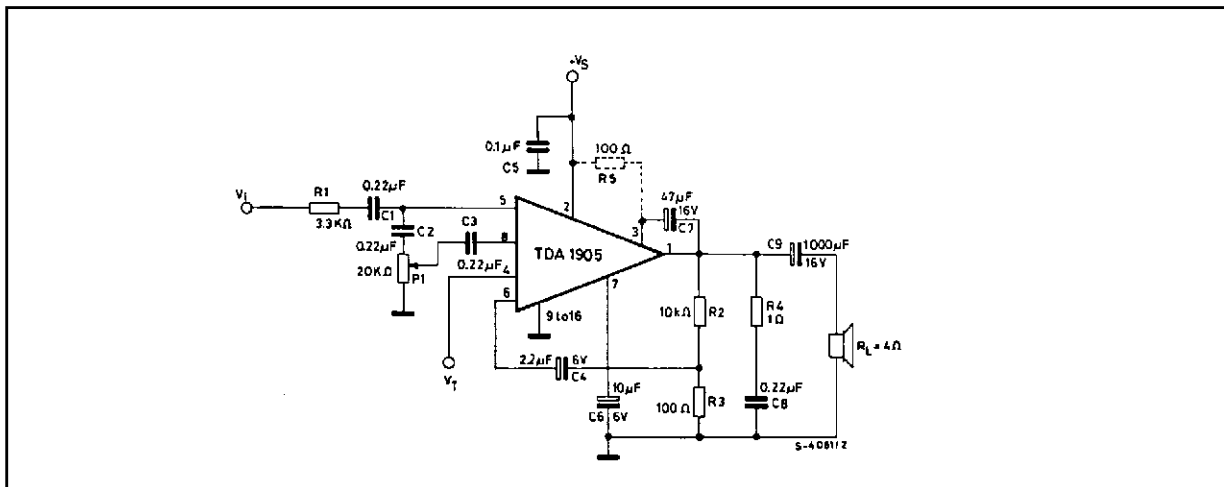 +VS
0.1µF
C5
100 Ω
R5
47µF
16V
C7
Vi
R1
3.3KΩ
0.22µF
C1
C2
0.22µF
20KΩ
P1
C3
0.22µF
5
8
4
6
2
3
1
7
TDA 1905
9 to16
VT
2.2µF
6V
C4
10µF
C6
6V
10kΩ
R2
100Ω
R3
R4
1Ω
0.22µF
C8
C9
1000µF
16V
RL = 4Ω
S-4081/2